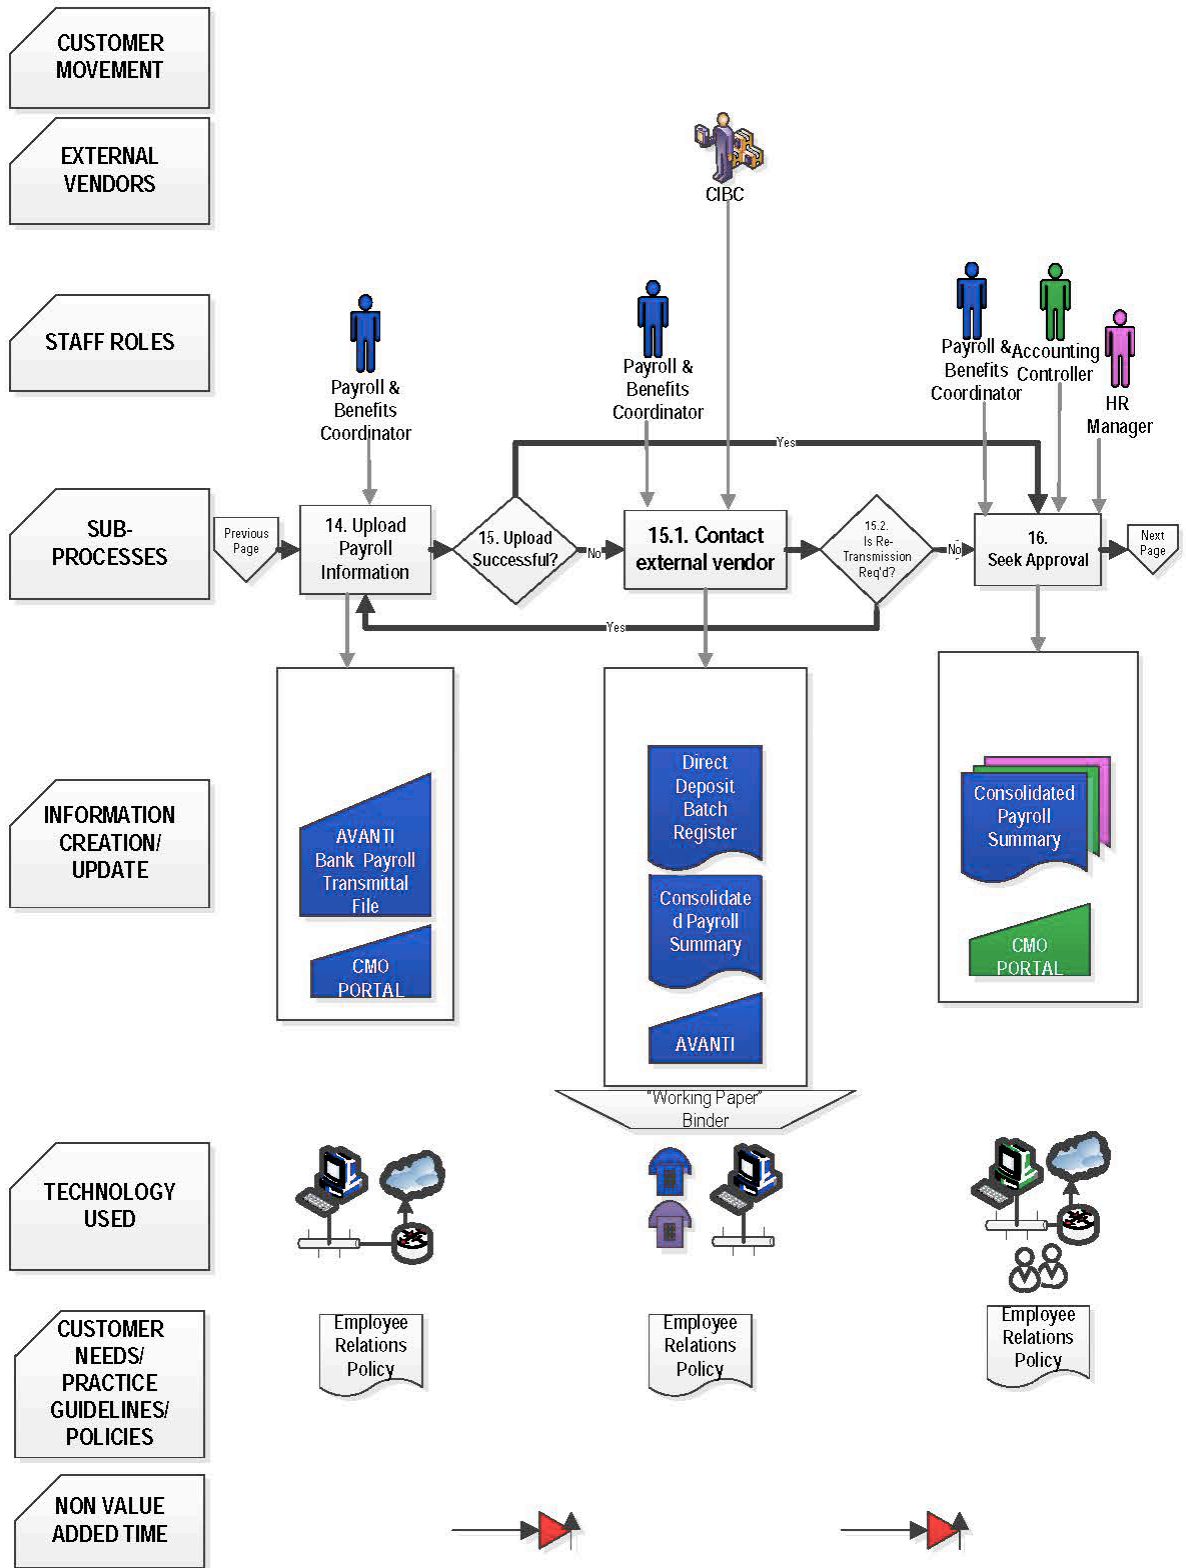 CUSTOMER
MOVEMENT
EXTERNAL
VENDORS
CIBC
STAFF ROLES
Payroll &
Benefits
Coordinator
Payroll &
Benefits
Coordinator
Payroll &
Benefits
Coordinator
Accounting
Controller
HR
Manager
Yes
SUB-
PROCESSES
Previous
Page
14. Upload
Payroll
Information
15. Upload
Successful?
No
15.1. Contact
external vendor
15.2.
Is Re-
Transmission
Req'd?
No
16.
Seek Approval
Next
Page
Yes
INFORMATION
CREATION/
UPDATE
AVANTI
Bank Payroll
Transmittal
File
CMO
PORTAL
Direct
Deposit
Batch
Register
Consolidate
d Payroll
Summary
AVANTI
"Working Paper"
Binder
Consolidated
Payroll
Summary
CMO
PORTAL
TECHNOLOGY
USED
CUSTOMER
NEEDS/
PRACTICE
GUIDELINES/
POLICIES
Employee
Relations
Policy
Employee
Relations
Policy
Employee
Relations
Policy
NON VALUE
ADDED TIME